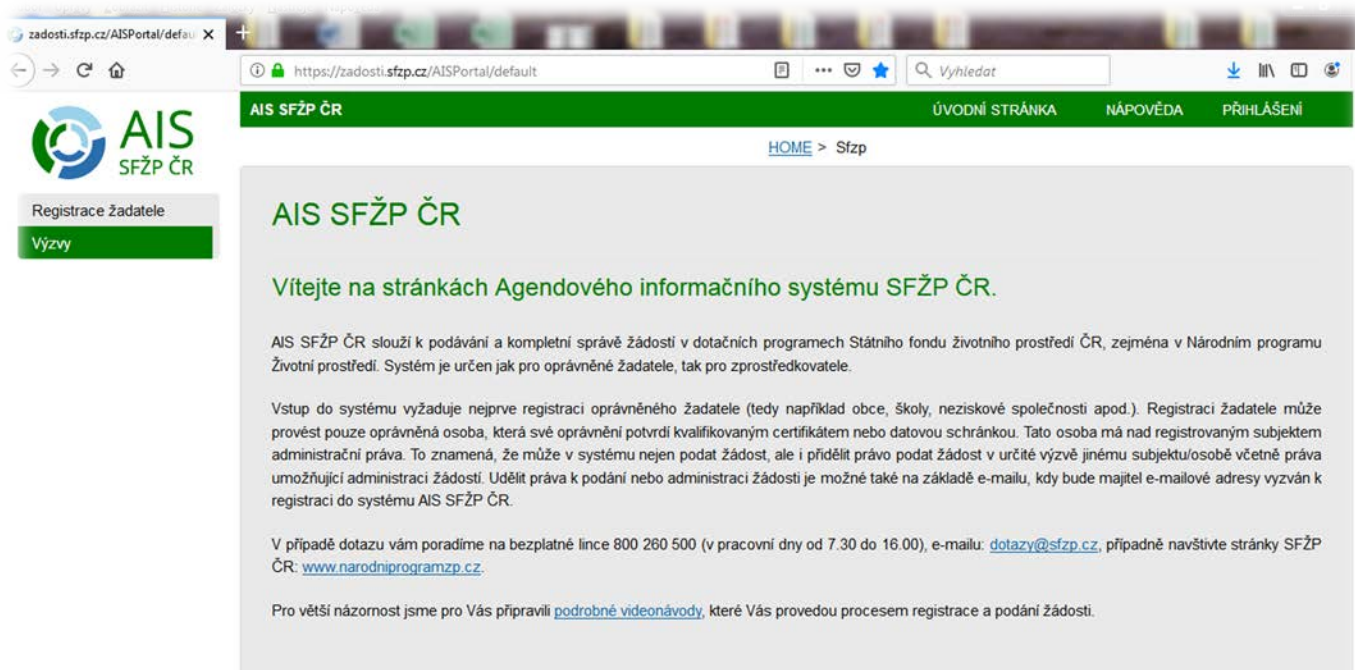 zadosti.sfzp.cz/AISPortal/defau
https://zadosti.sfzp.cz/AISPortal/default
Vyhledat
AIS
SFŽP ČR
AIS SFŽP ČR
ÚVODNÍ STRÁNKA
NÁPOVĚDA
PŘIHLÁŠENÍ
HOME > Sfzp
Registrace žadatele
Výzvy
AIS SFŽP ČR
Vítejte na stránkách Agendového informačního systému SFŽP ČR.
AIS SFŽP ČR slouží k podávání a kompletní správě žádostí v dotačních programech Státního fondu životního prostředí ČR, zejména v Národním programu
Životní prostředí. Systém je určen jak pro oprávněné žadatele, tak pro zprostředkovatele.
Vstup do systému vyžaduje nejprve registraci oprávněného žadatele (tedy například obce, školy, neziskové společnosti apod.). Registraci žadatele může
provést pouze oprávněná osoba, která své oprávnění potvrdí kvalifikovaným certifikátem nebo datovou schránkou. Tato osoba má nad registrovaným subjektem
administrační práva. To znamená, že může v systému nejen podat žádost, ale i přidělit právo podat žádost v určité výzvě jinému subjektu/osobě včetně práva
umožňující administraci žádostí. Udělit práva k podání nebo administraci žádosti je možné také na základě e-mailu, kdy bude majitel e-mailové adresy vyzván k
registraci do systému AIS SFŽP ČR.
V případě dotazu vám poradíme na bezplatné lince 800 260 500 (v pracovní dny od 7.30 do 16.00), e-mailu: dotazy@sfzp.cz, případně navštivte stránky SFŽP
ČR: www.narodniprogramzp.cz.
Pro větší názornost jsme pro Vás připravili podrobné videonávody, které Vás provedou procesem registrace a podání žádosti.